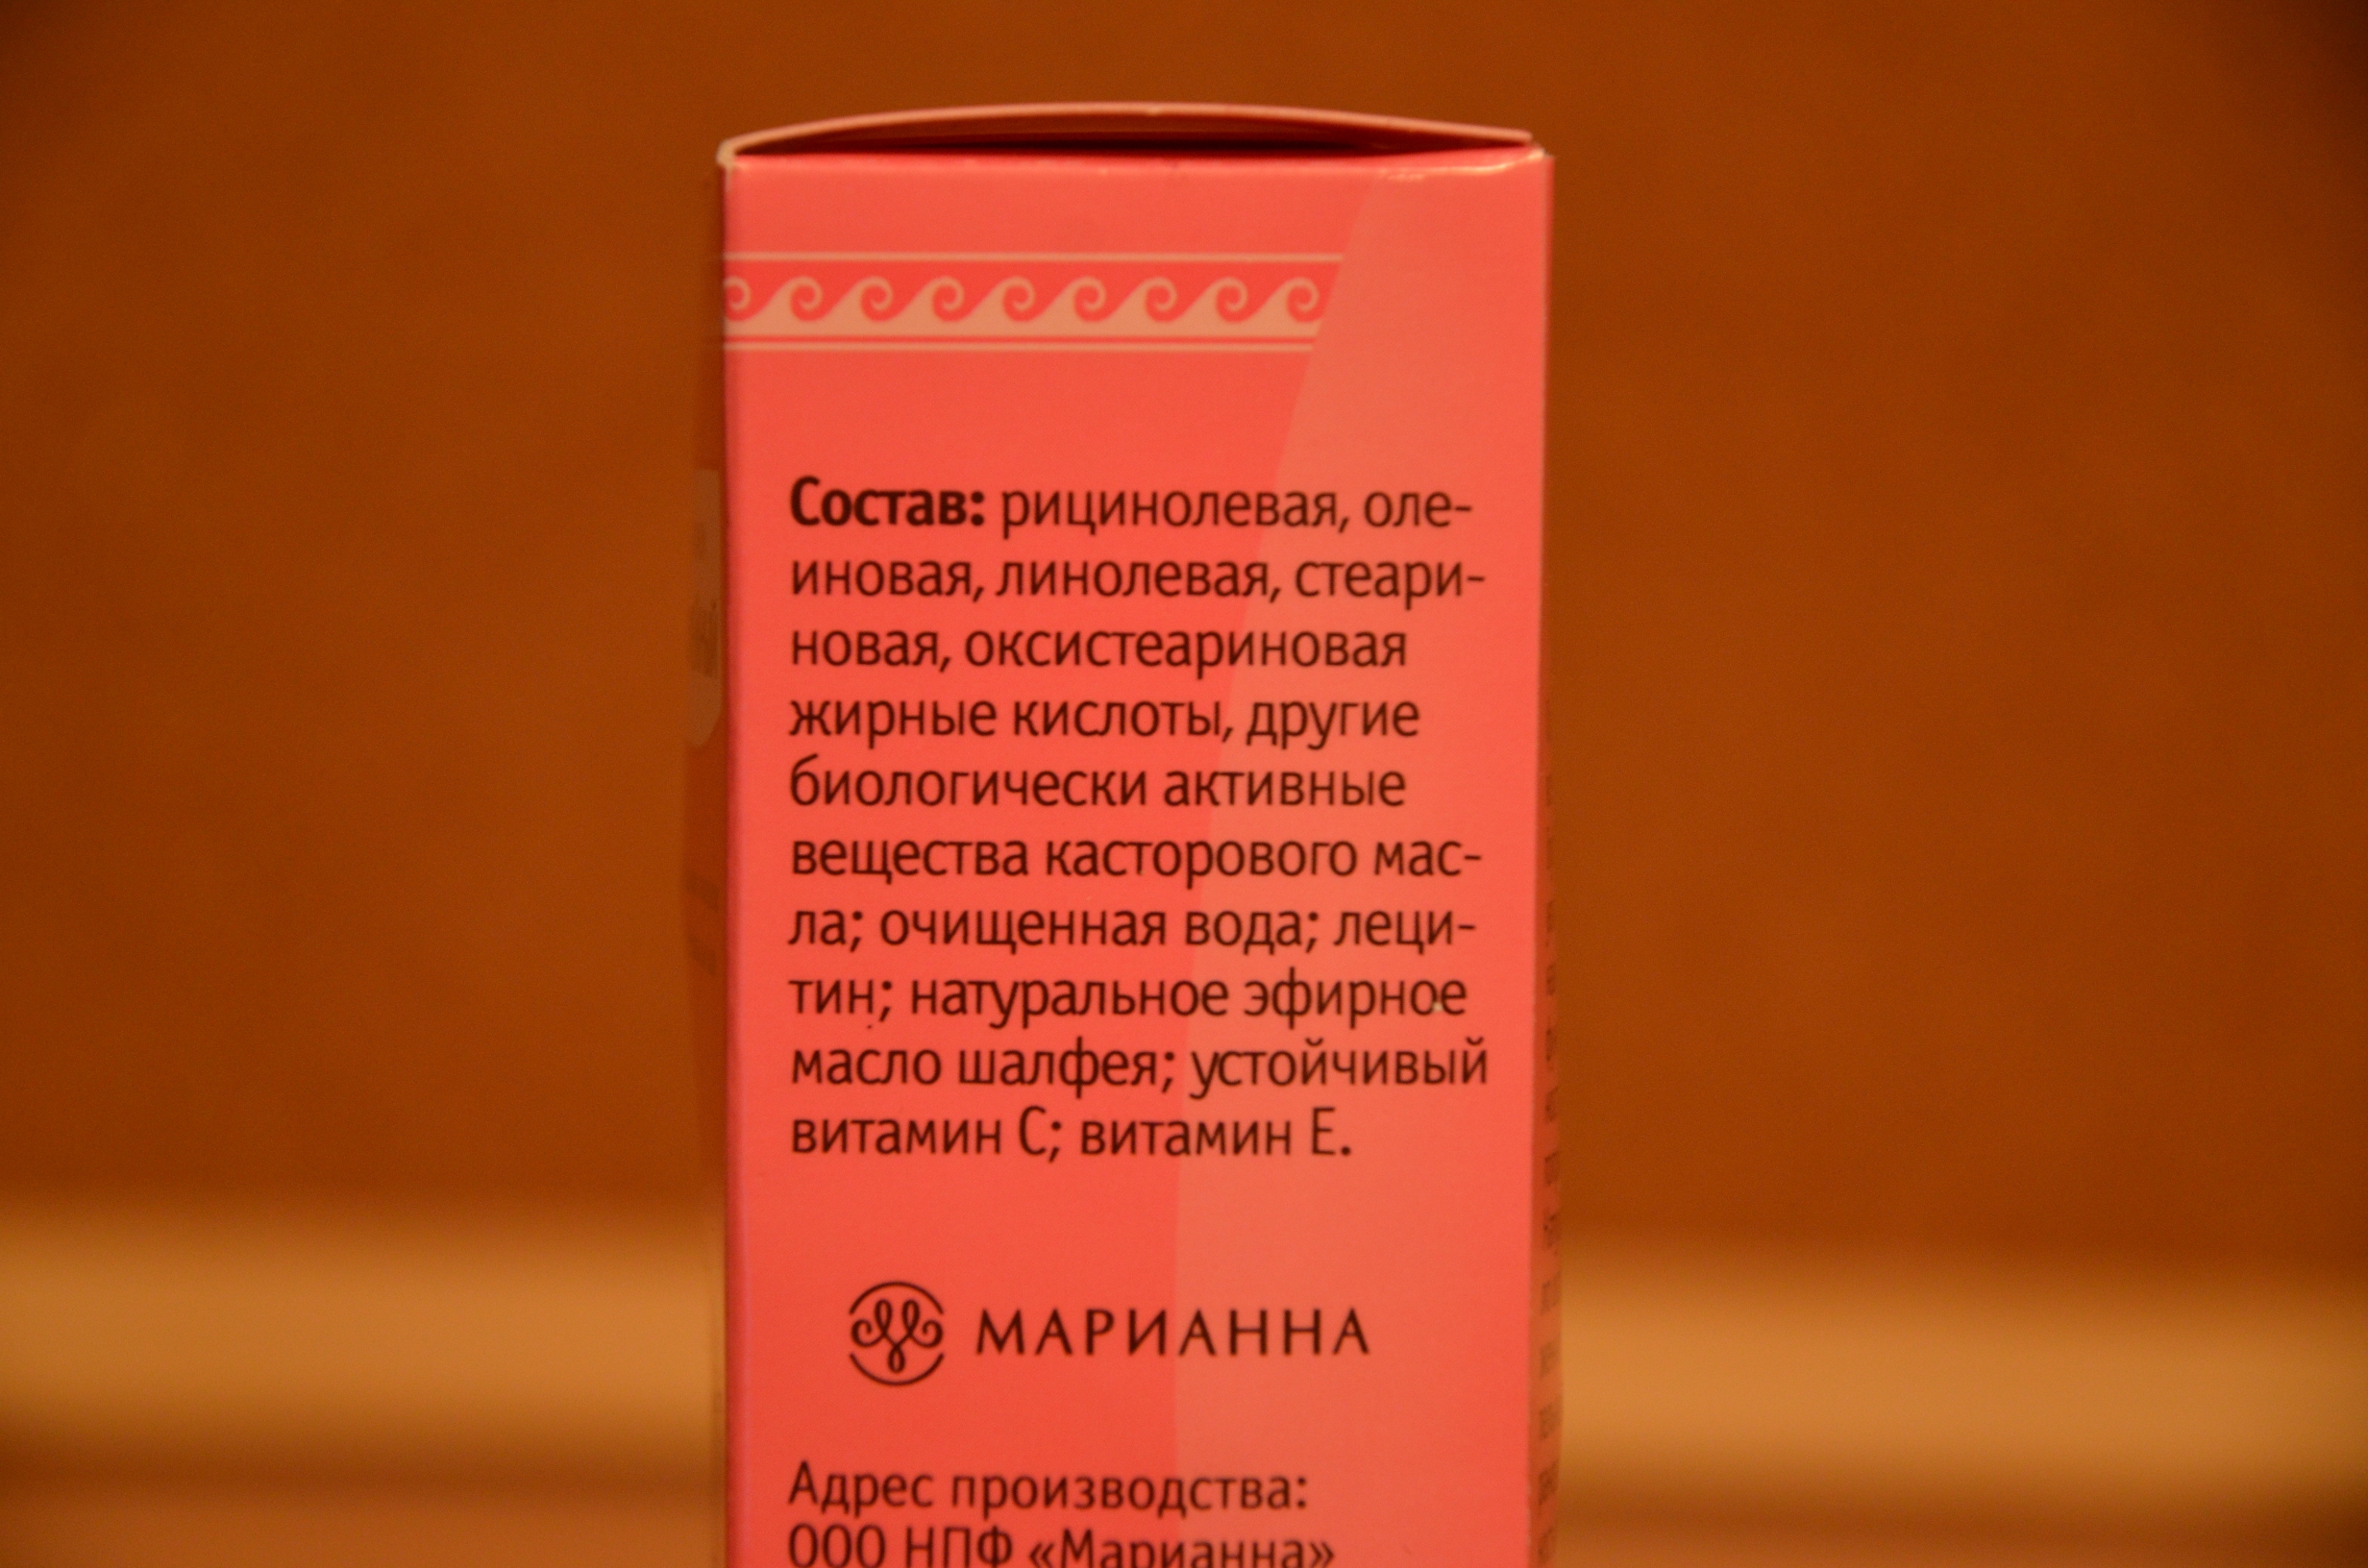 Состав: рицинолевая, оле-
иновая, линолевая, стеари-
новая, оксистеариновая
жирные кислоты, другие
биологически активные
вещества касторового мас-
ла; очищенная вода; леци-
тин; натуральное эфирное
масло шалфея; устойчивый
витамин С; витамин Е.
МАРИАННА
Адрес производства:
ООО НПФ «Марианна»